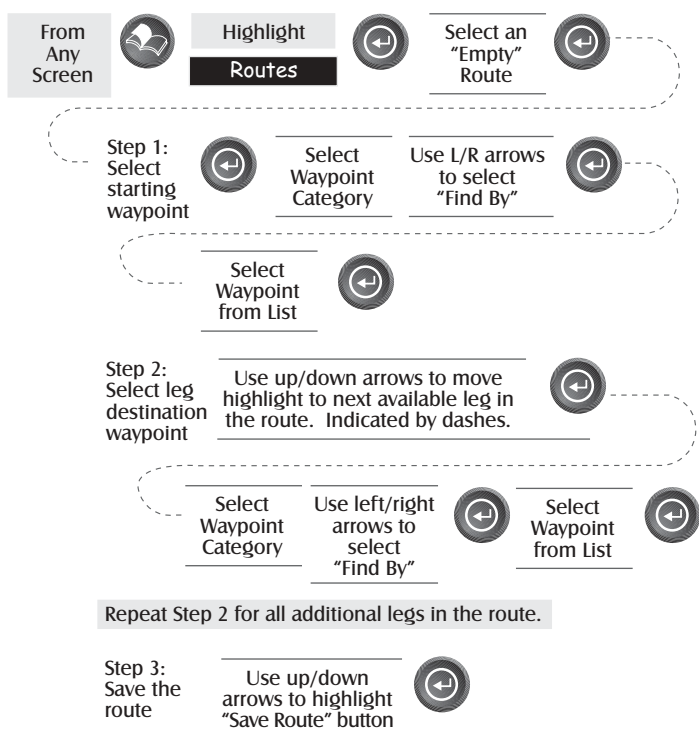 From
Any
Screen
Highlight
Routes
Select an
“Empty”
Route
Step 1:
Select
starting
waypoint
Select
Waypoint
Category
Use L/R arrows
to select
“Find By”
Select
Waypoint
from List
Step 2:
Select leg
destination
waypoint
Use up/down arrows to move
highlight to next available leg in
the route.  Indicated by dashes.
Select
Waypoint
Category
Use left/right
arrows to
select
“Find By”
Select
Waypoint
from List
Repeat Step 2 for all additional legs in the route.
Step 3:
Save the
route
Use up/down
arrows to highlight
“Save Route” button